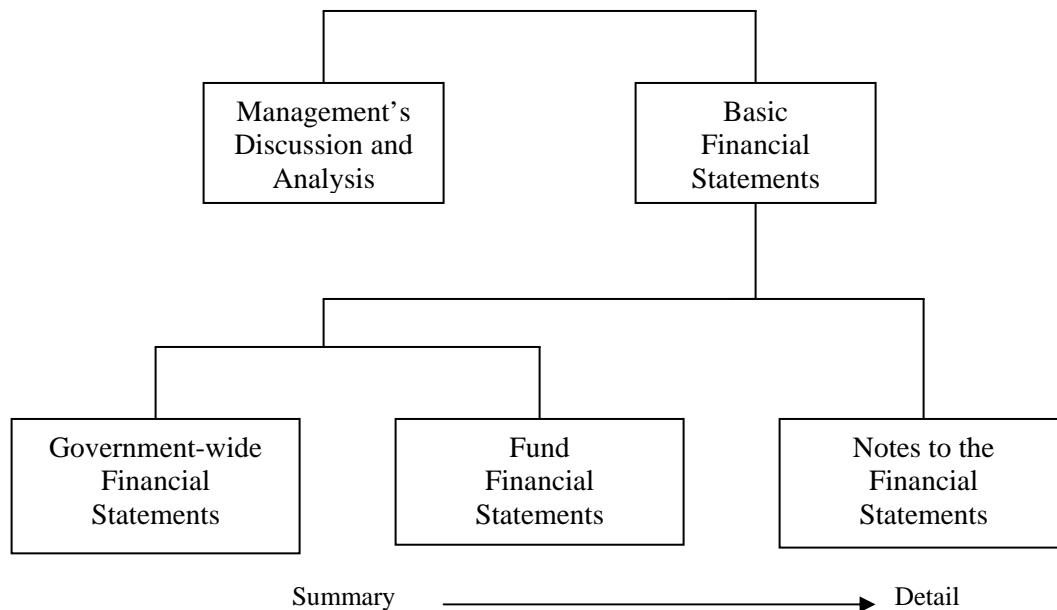 Management’s
Discussion and
Analysis
Basic
Financial
Statements
Government-wide
Financial
Statements
Fund
Financial
Statements
Notes to the
Financial
Statements
Summary
Detail